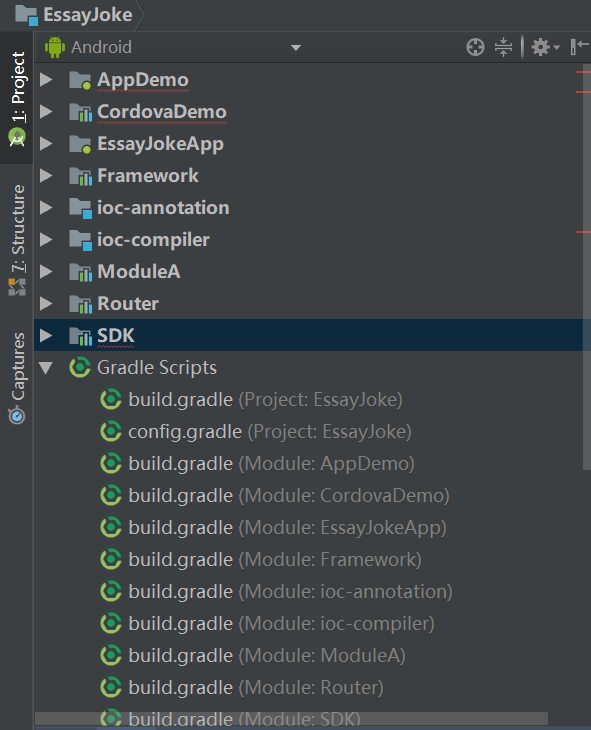 EssayJoke
Android
1: Project
7: Structure
Captures
AppDemo
CordovaDemo
EssayJokeApp
Framework
ioc-annotation
ioc-compiler
ModuleA
Router
SDK
Gradle Scripts
build.gradle (Project: EssayJoke)
config.gradle (Project: EssayJoke)
build.gradle (Module: AppDemo)
build.gradle (Module: CordovaDemo)
build.gradle (Module: EssayJokeApp)
build.gradle (Module: Framework)
build.gradle (Module: ioc-annotation)
build.gradle (Module: ioc-compiler)
build.gradle (Module: ModuleA)
build.gradle (Module: Router)
build.gradle (Module: SDK)